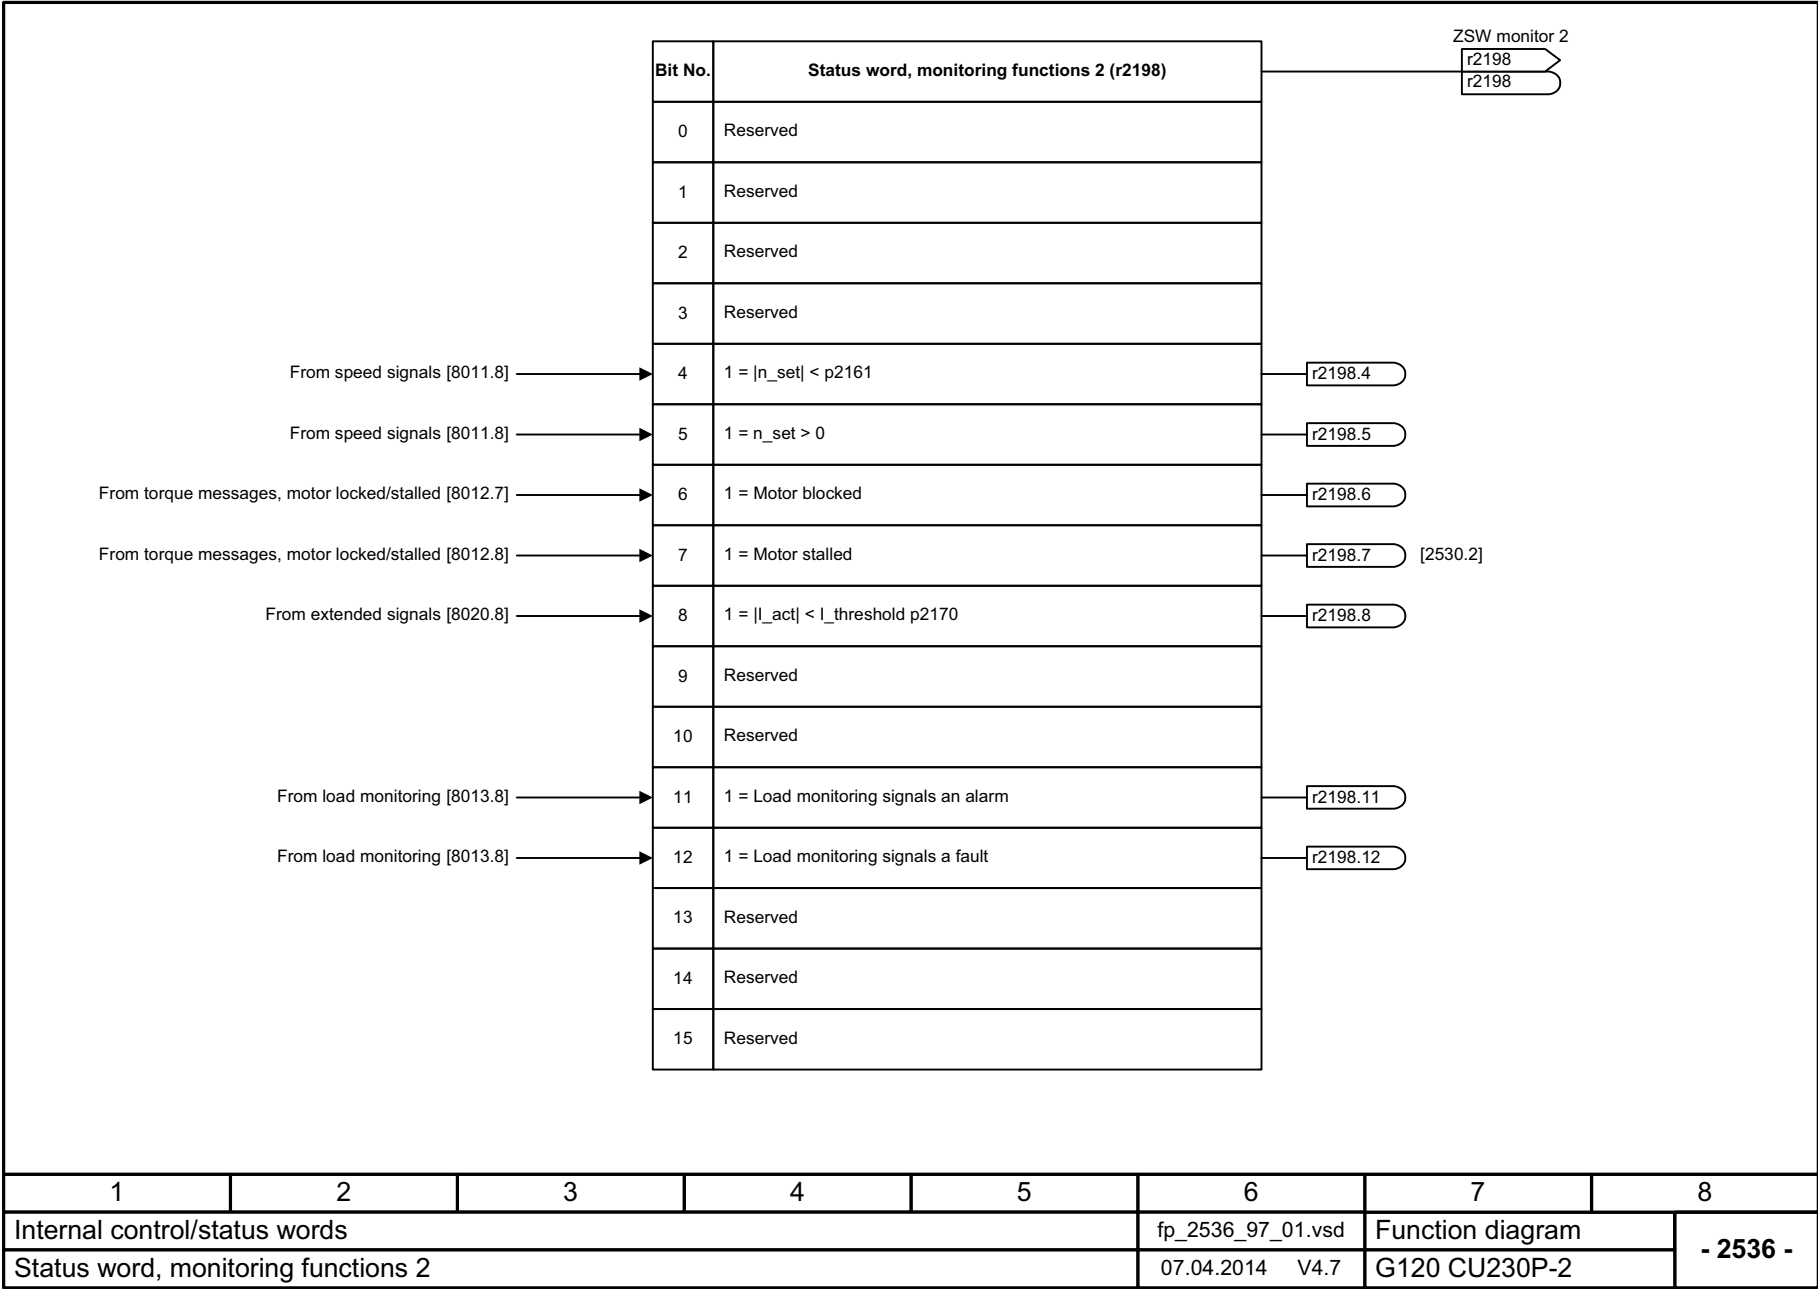 ZSW monitor 2
Bit No. Status word, monitoring functions 2 (r2198) r2198
r2198
0 Reserved
1 Reserved
2 Reserved
3 Reserved
From speed signals [8011.8] 4 1 = |n_set| < p2161 r2198.4
From speed signals [8011.8] 5 1 = n_set > 0 r2198.5
From torque messages, motor locked/stalled [8012.7] 6 1 = Motor blocked r2198.6
From torque messages, motor locked/stalled [8012.8] 7 1 = Motor stalled r2198.7 [2530.2]
From extended signals [8020.8] 8 1 = |I_act| < I_threshold p2170 r2198.8
9 Reserved
10 Reserved
From load monitoring [8013.8] 11 1 = Load monitoring signals an alarm r2198.11
From load monitoring [8013.8] 12 1 = Load monitoring signals a fault r2198.12
13 Reserved
14 Reserved
15 Reserved
1 2 3 4 5 6 7 8
Internal control/status words fp_2536_97_01.vsd Function diagram - 2536 -
Status word, monitoring functions 2 07.04.2014 V4.7 G120 CU230P-2